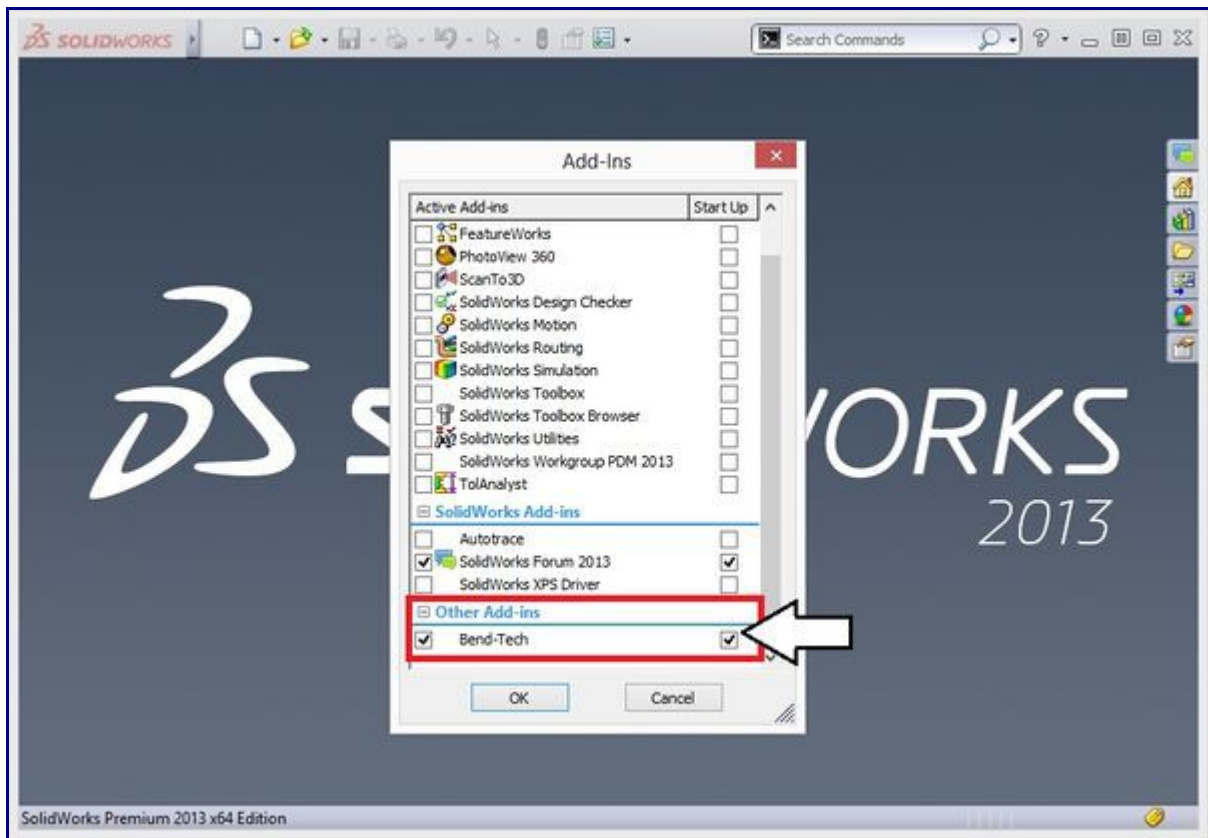 SOLIDWORKS
Search Commands
Add-Ins
Active Add-ins Start Up
FeatureWorks
PhotoView 360
ScanTo3D
SolidWorks Design Checker
SolidWorks Motion
SolidWorks Routing
SolidWorks Simulation
SolidWorks Toolbox
SolidWorks Toolbox Browser
SolidWorks Utilities
SolidWorks Workgroup PDM 2013
TolAnalyst
SolidWorks Add-ins
Autotrace
SolidWorks Forum 2013
SolidWorks XPS Driver
Other Add-ins
Bend-Tech
OK Cancel
S WORKS
2013
SolidWorks Premium 2013 x64 Edition